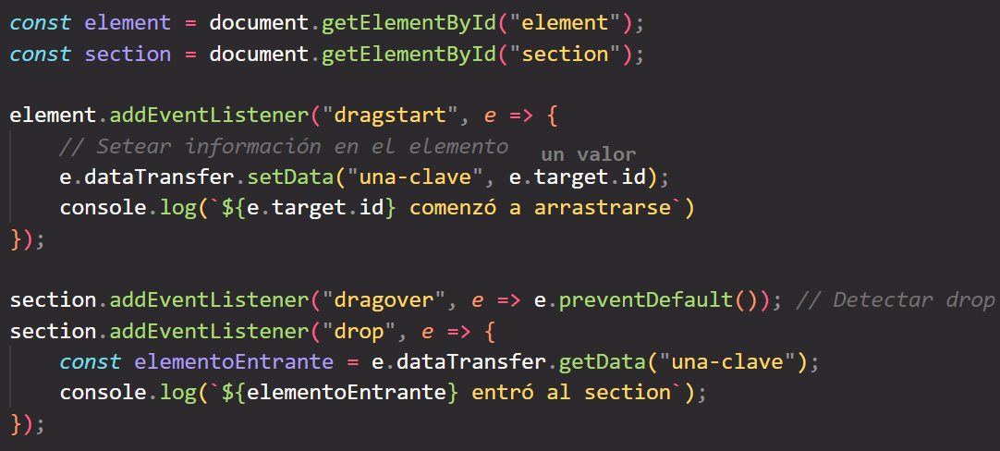 const element = document.getElementById("element");
const section = document.getElementById("section");
element.addEventListener("dragstart", e => {
// Setear información en el elemento
un valor
e.dataTransfer.setData("una-clave", e.target.id);
console.log(`${e.target.id} comenzó a arrastrarse`)
});
section.addEventListener("dragover", e => e.preventDefault()); // Detectar drop
section.addEventListener("drop", e => {
const elementoEntrante = e.dataTransfer.getData("una-clave");
console.log(`${elementoEntrante} entró al section`);
});